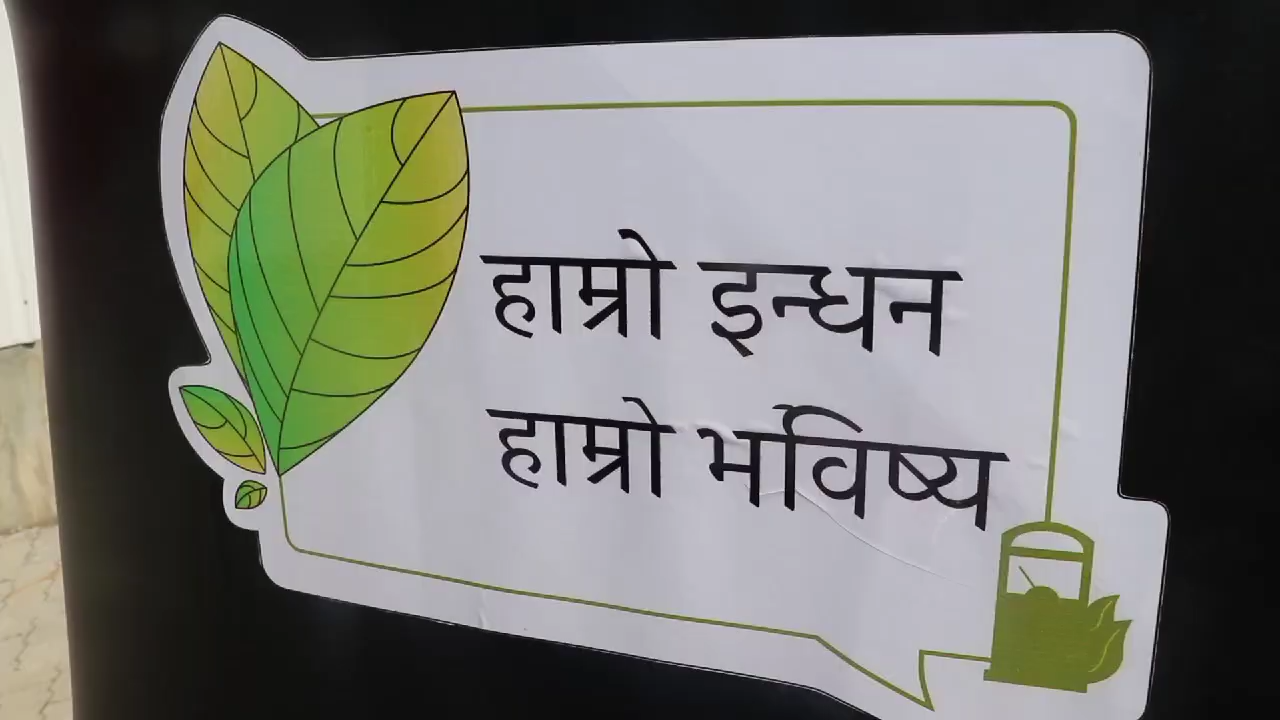 हाम्रो इन्धन
हाम्रो भविष्य